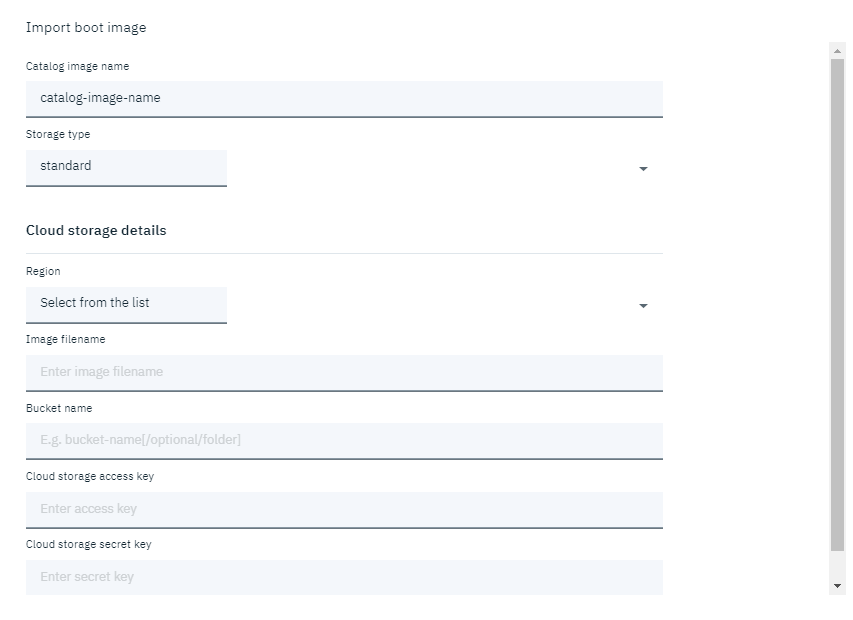 Import boot image
Catalog image name
catalog-image-name
Storage type
standard
Cloud storage details
Region
Select from the list
Image filename
Enter image filename
Bucket name
E.g. bucket-name[/optional/folder]
Cloud storage access key
Enter access key
Cloud storage secret key
Enter secret key